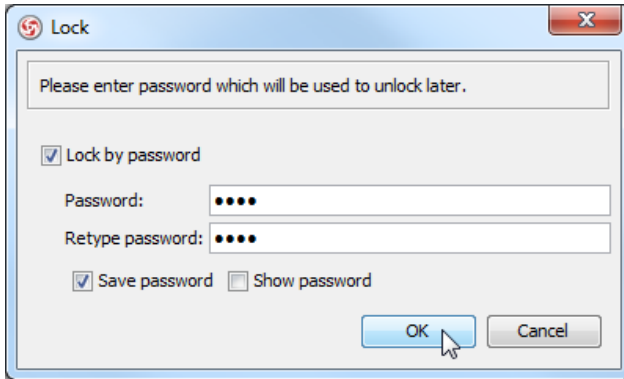 Lock
Please enter password which will be used to unlock later.
Lock by password
Password: ••••
Retype password: ••••
Save password Show password
OK Cancel